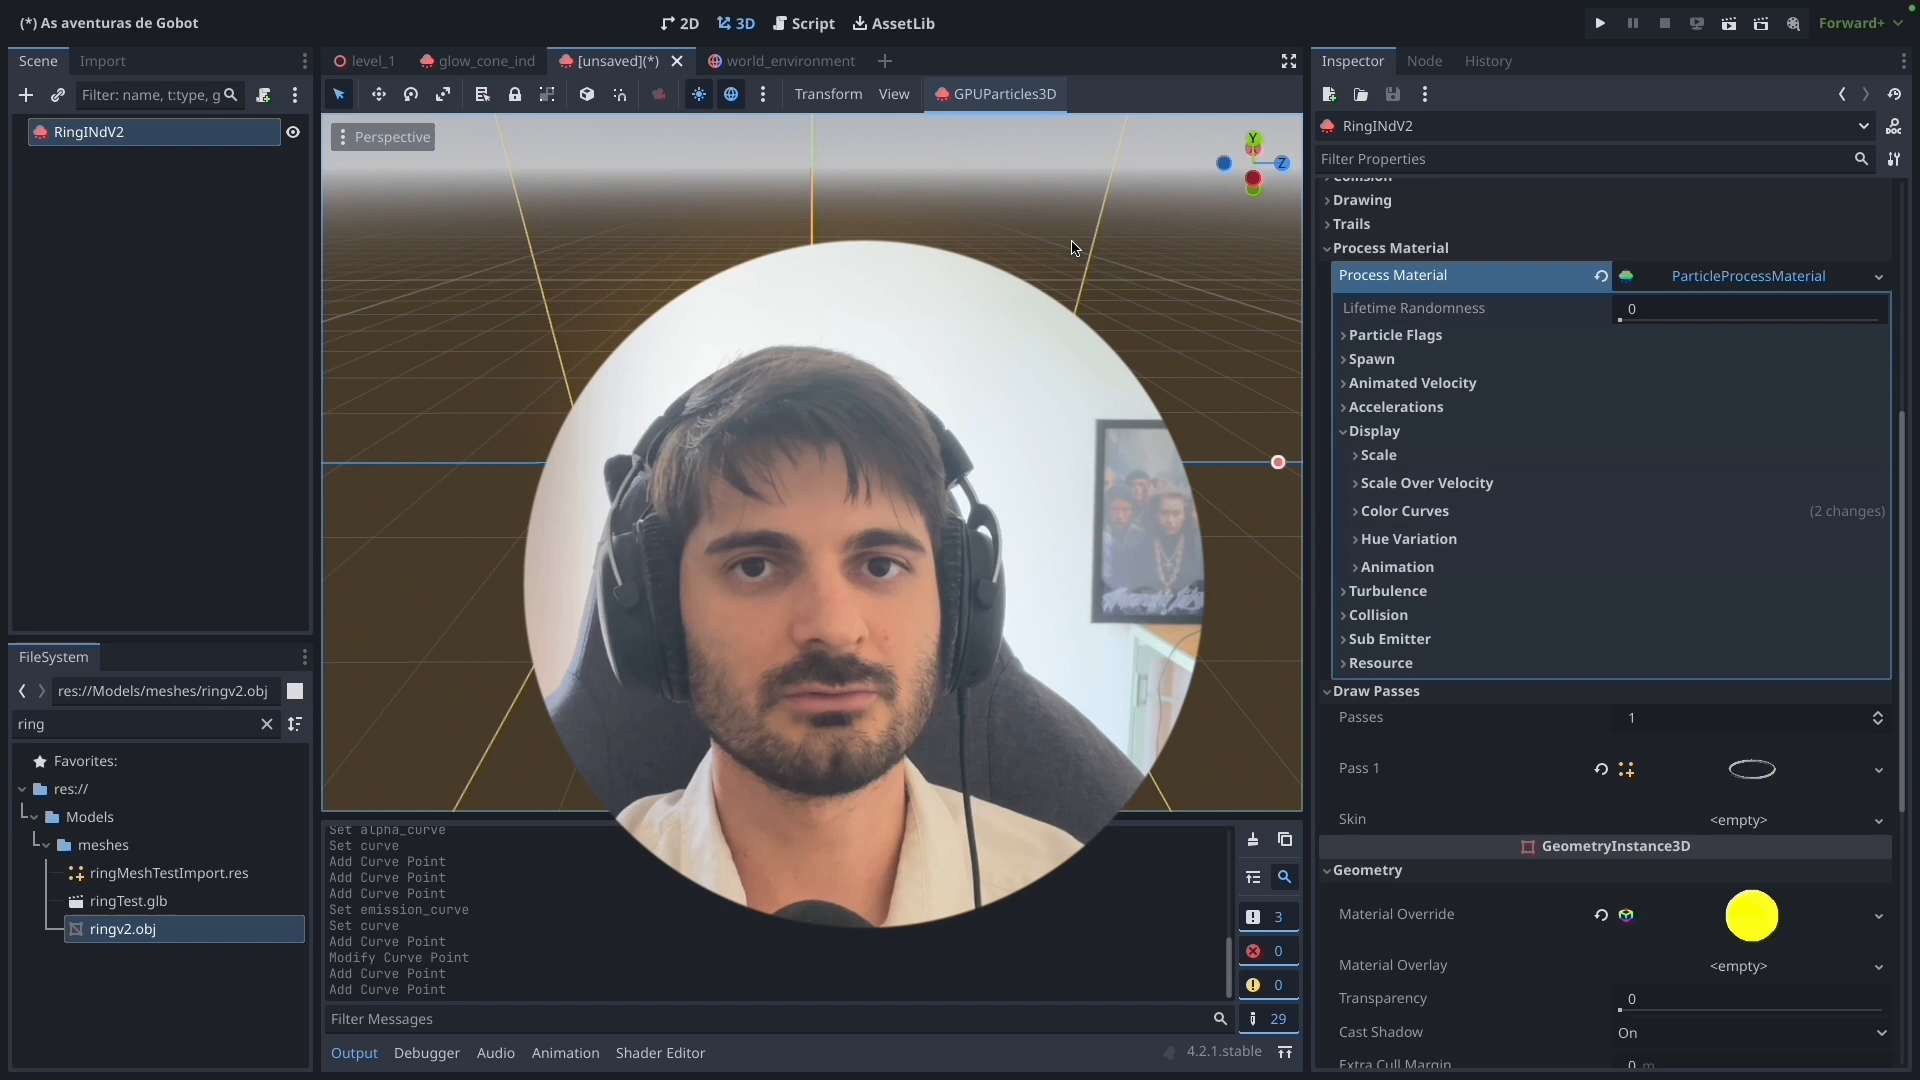 (*) As aventuras de Gobot
2D
3D
Script
AssetLib
Forward+
Scene
Import
Filter: name, t:type, g
RingINdV2
level_1
glow_cone_ind
[unsaved](*)
world_environment
Transform
View
GPUParticles3D
Perspective
Y
Z
FileSystem
res://Models/meshes/ringv2.obj
ring
Favorites:
res://
Models
meshes
ringMeshTestImport.res
ringTest.glb
ringv2.obj
Set alpha_curve
Set curve
Add Curve Point
Add Curve Point
Add Curve Point
Set emission_curve
Set curve
Add Curve Point
Modify Curve Point
Add Curve Point
Add Curve Point
3
0
0
29
Filter Messages
Output
Debugger
Audio
Animation
Shader Editor
4.2.1.stable
Inspector
Node
History
RingINdV2
DOC
Filter Properties
Collision
Drawing
Trails
Process Material
Process Material
ParticleProcessMaterial
Lifetime Randomness
0
Particle Flags
Spawn
Animated Velocity
Accelerations
Display
Scale
Scale Over Velocity
Color Curves
(2 changes)
Hue Variation
Animation
Turbulence
Collision
Sub Emitter
Resource
Draw Passes
Passes
1
Pass 1
Skin
<empty>
GeometryInstance3D
Geometry
Material Override
Material Overlay
<empty>
Transparency
0
Cast Shadow
On
Extra Cull Margin
0 m